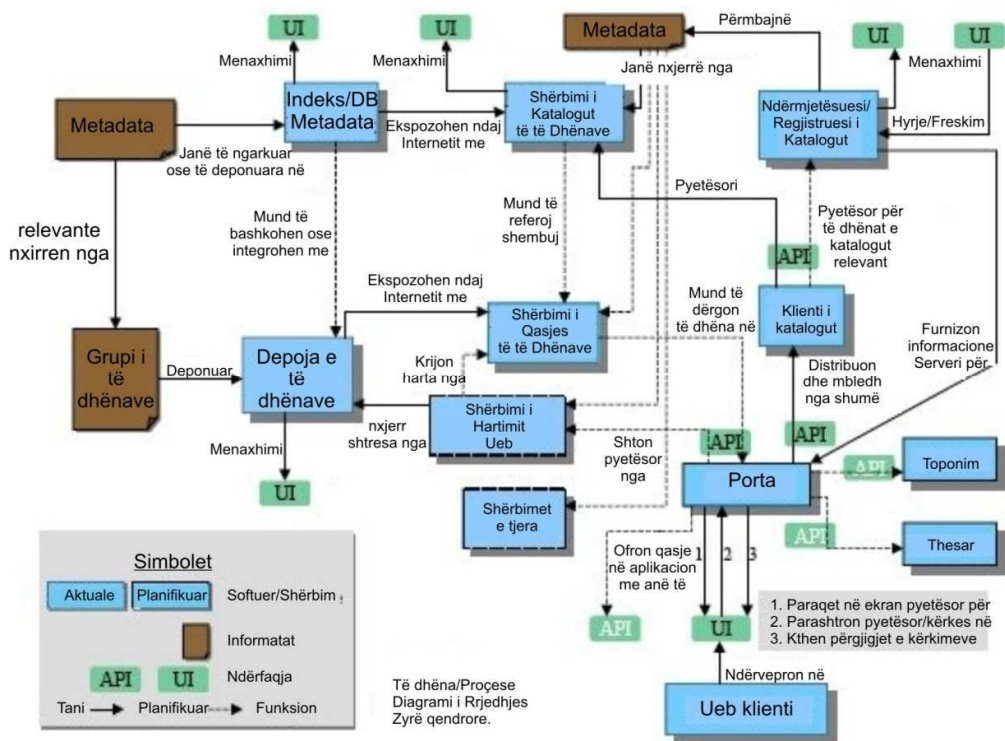 UI
UI
Metadata
Përmbajnë
UI
UI
Menaxhimi
Menaxhimi
Janë nxjerrë nga
Menaxhimi
Metadata
Indeks/DB
Metadata
Ekspozohen ndaj
Internetit me
Shërbimi i
Katalogut
të të Dhënave
Ndërmjetësuesi/
Regjistruesi i
Katalogut
Hyrje/Freskim
Janë të ngarkuar
ose të deponuara në
Pyetësori
relevante
nxirren nga
Mund të
bashkohen ose
integrohen me
Mund të
referoj
shembuj
Pyetësor për
të dhënat e
katalogut
relevant
API
Ekspozohen ndaj
Internetit me
Mund të
dërgon
të dhëna në
Klienti i
katalogut
Shërbimi i
Qasjes
të të Dhënave
Furnizon
informacione
Serveri për
Grupi i
të
dhënave
Deponuar
Depoja e
të
dhënave
Krijon
harta nga
Distribuon
dhe mbledh
nga shumë
nxjerr
shtresa nga
Shërbimi i
Hartimit
Ueb
Menaxhimi
UI
Shton
pyetësor
nga
API
API
Porta
API
Toponim
Shërbimet
e tjera
API
Thesar
Ofron qasje
në aplikacion
me anë të
1
2
3
API
UI
1. Paraqet në ekran pyetësor për
2. Parashtron pyetësor/kërkes në
3. Kthen përgjigjet e kërkimeve
Ndërvepron në
Ueb klienti
Simbolet
Aktuale
Planifikuar
Softuer/Shërbim
Informatat
API
UI
Ndërfaqja
Tani
Planifikuar
Funksion
Të dhëna/Proçese
Diagrami i Rrjedhjes
Zyrë qendrore.